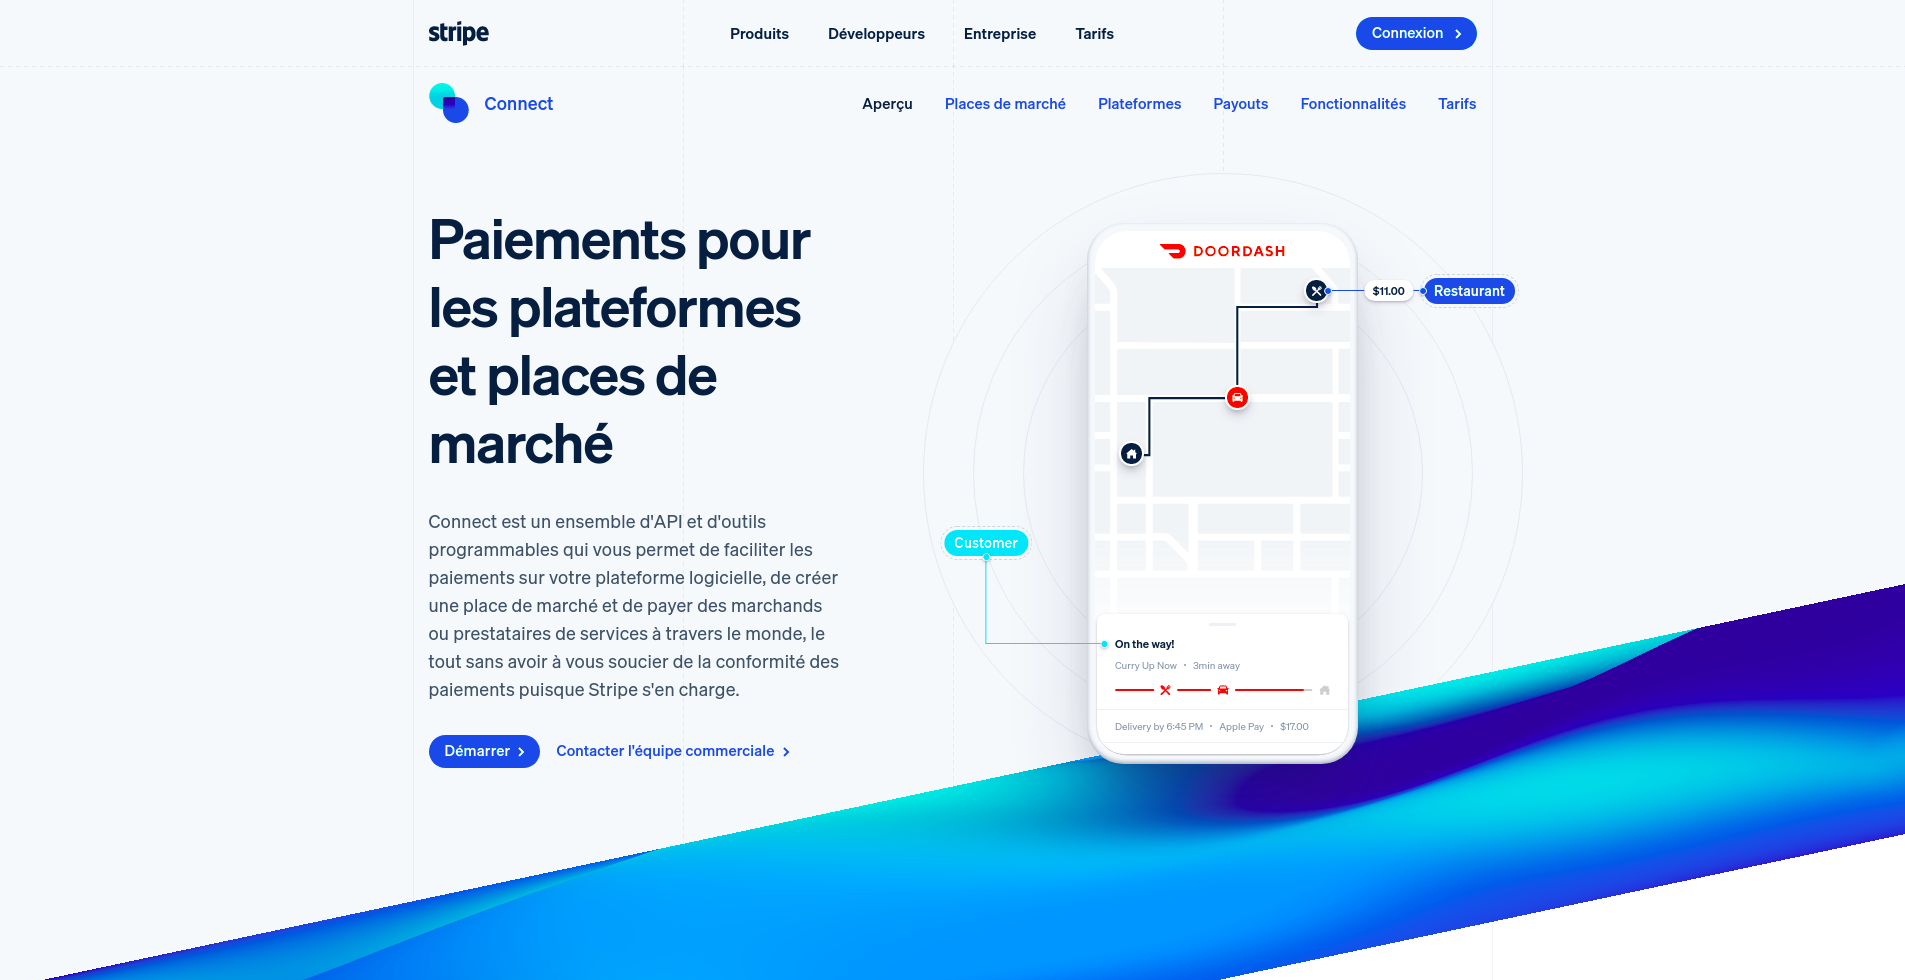 stripe
Produits Développeurs Entreprise Tarifs
Connexion
Connect
Aperçu Places de marché Plateformes Payouts Fonctionnalités Tarifs
Paiements pour
les plateformes
et places de
marché
Connect est un ensemble d'API et d'outils
programmables qui vous permet de faciliter les
paiements sur votre plateforme logicielle, de créer
une place de marché et de payer des marchands
ou prestataires de services à travers le monde, le
tout sans avoir à vous soucier de la conformité des
paiements puisque Stripe s'en charge.
Démarrer
Contacter l'équipe commerciale
DOORDASH
$11.00
Restaurant
Customer
On the way!
Curry Up Now • 3min away
Delivery by 6:45 PM • Apple Pay • $17.00